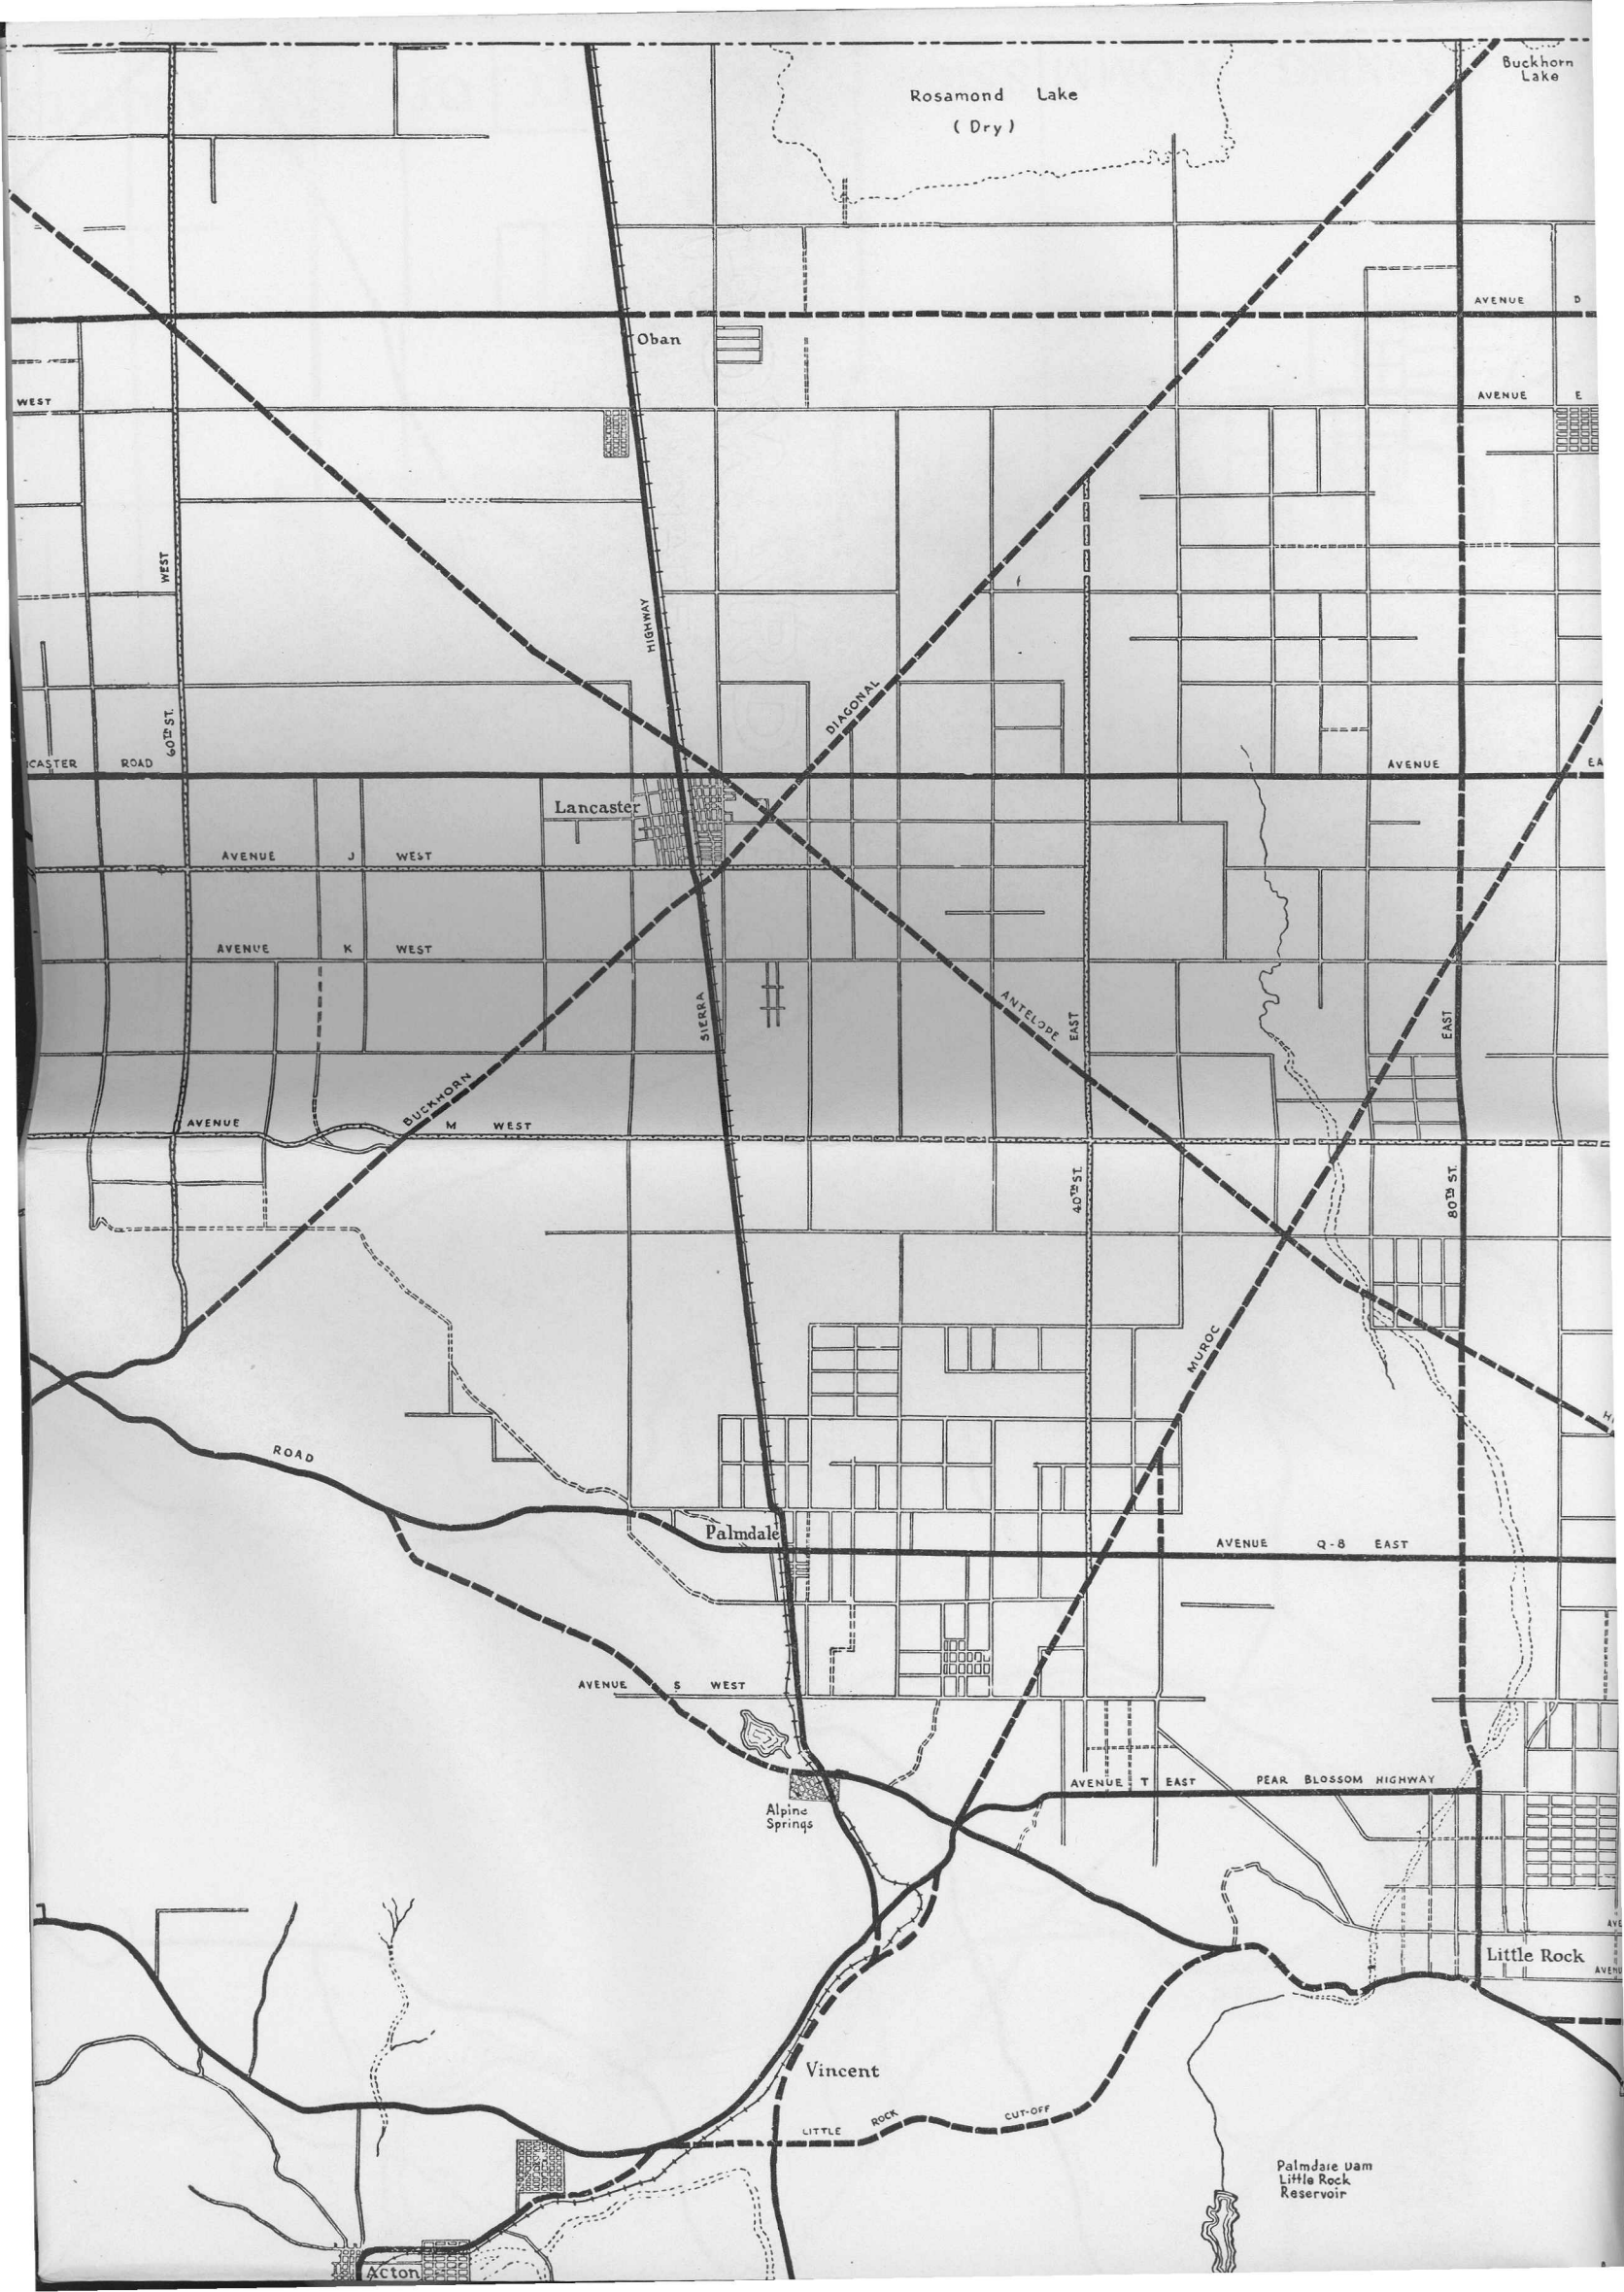 Buckhorn
Lake
Rosamond Lake
(Dry)
AVENUE D
Oban
WEST
AVENUE E
WEST
HIGHWAY
60TH ST.
DIAGONAL
CASTER ROAD
AVENUE
EA
Lancaster
AVENUE J WEST
AVENUE K WEST
SIERRA
ANTELOPE
EAST
EAST
BUCKHORN
AVENUE M WEST
40TH ST.
80TH ST.
MUROC
H
ROAD
Palmdale
AVENUE Q-8 EAST
AVENUE S WEST
AVENUE T EAST
PEAR BLOSSOM HIGHWAY
Alpine
Springs
AVE
Little Rock
AVENU
Vincent
LITTLE ROCK CUT-OFF
Palmdale Dam
Little Rock
Reservoir
Acton